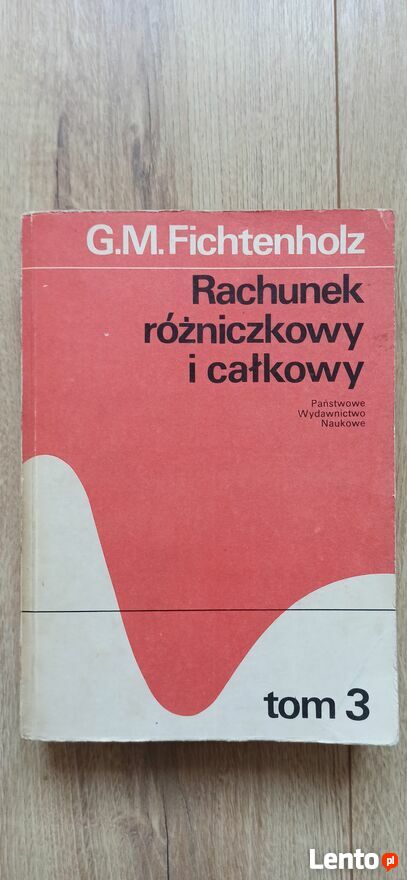 G.M.Fichtenholz
Rachunek
różniczkowy
i całkowy
Państwowe
Wydawnictwo
Naukowe
tom 3
Lento.pl